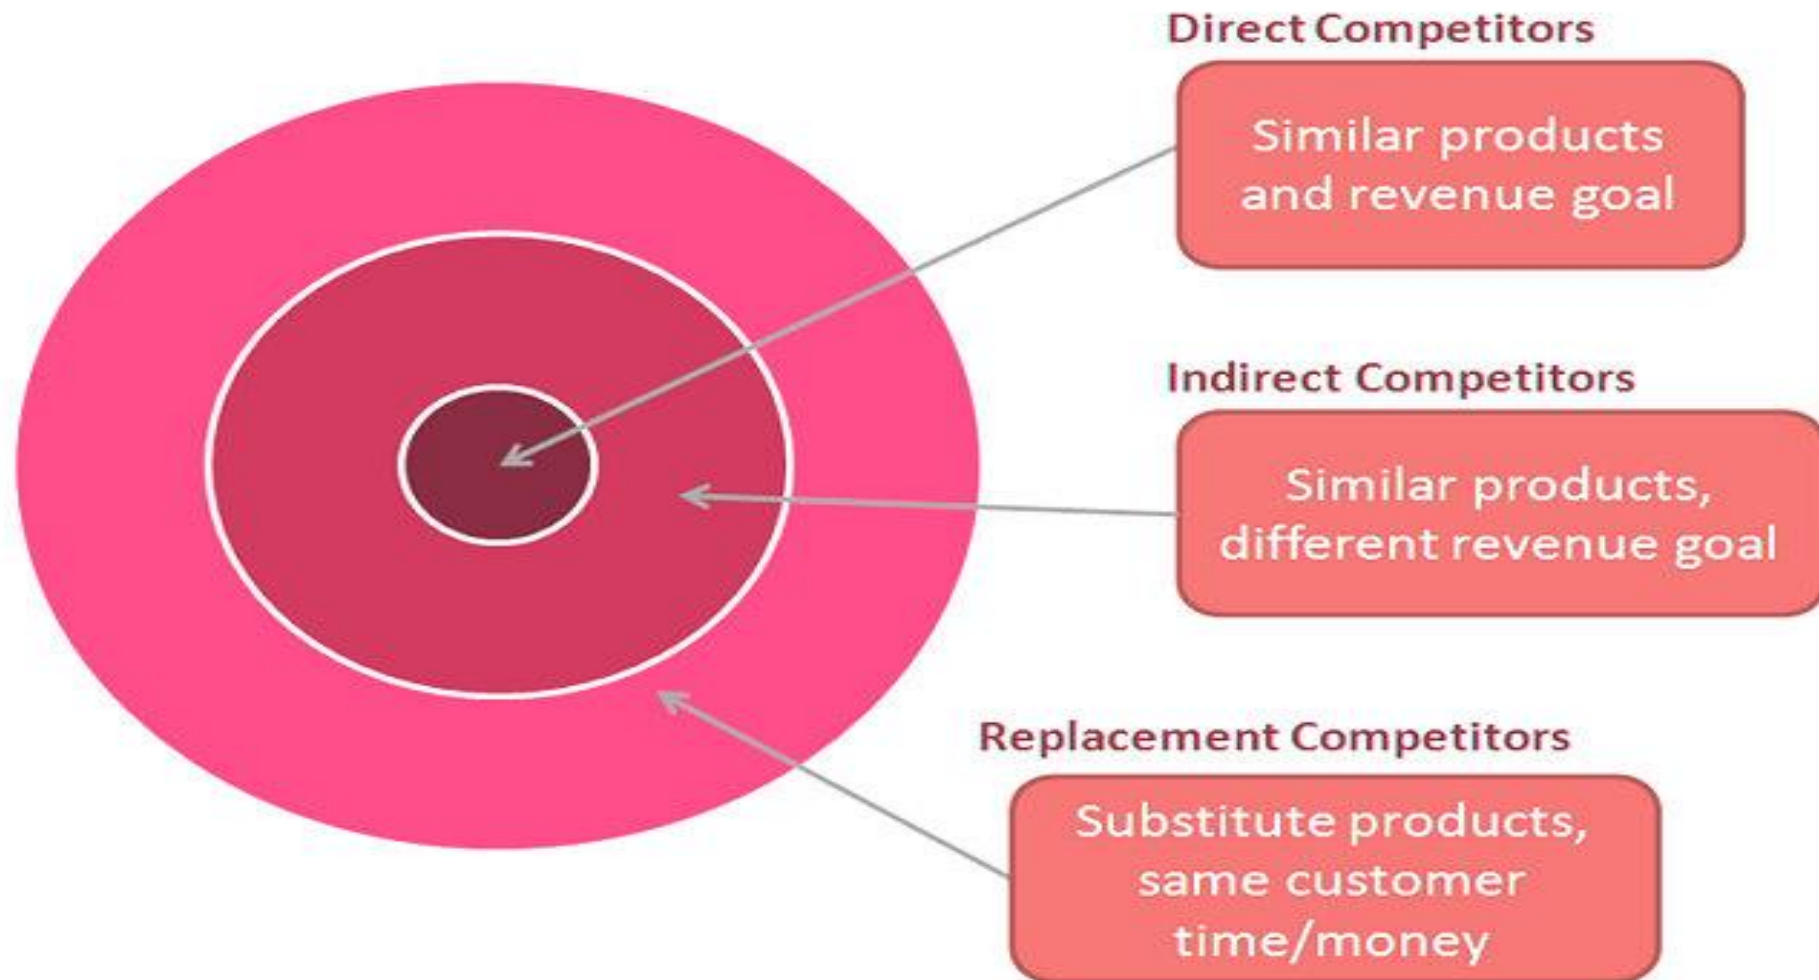 Direct Competitors
Similar products
and revenue goal
Indirect Competitors
Similar products,
different revenue goal
Replacement Competitors
Substitute products,
same customer
time/money